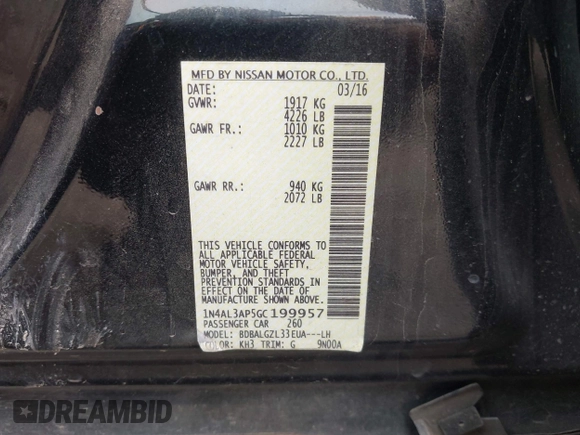 MFD BY NISSAN MOTOR CO., LTD.
DATE: 03/16
GVWR: 1917 KG
4226 LB
GAWR FR.: 1010 KG
2227 LB
GAWR RR.: 940 KG
2072 LB
THIS VEHICLE CONFORMS TO
ALL APPLICABLE FEDERAL
MOTOR VEHICLE SAFETY,
BUMPER, AND THEFT
PREVENTION STANDARDS IN
EFFECT ON THE DATE OF
MANUFACTURE SHOWN ABOVE.
1N4AL3AP5GC199957
PASSENGER CAR 260
MODEL: BDBALGZL33EUA---LH
COLOR: KH3 TRIM: G 9N00A
DREAMBID